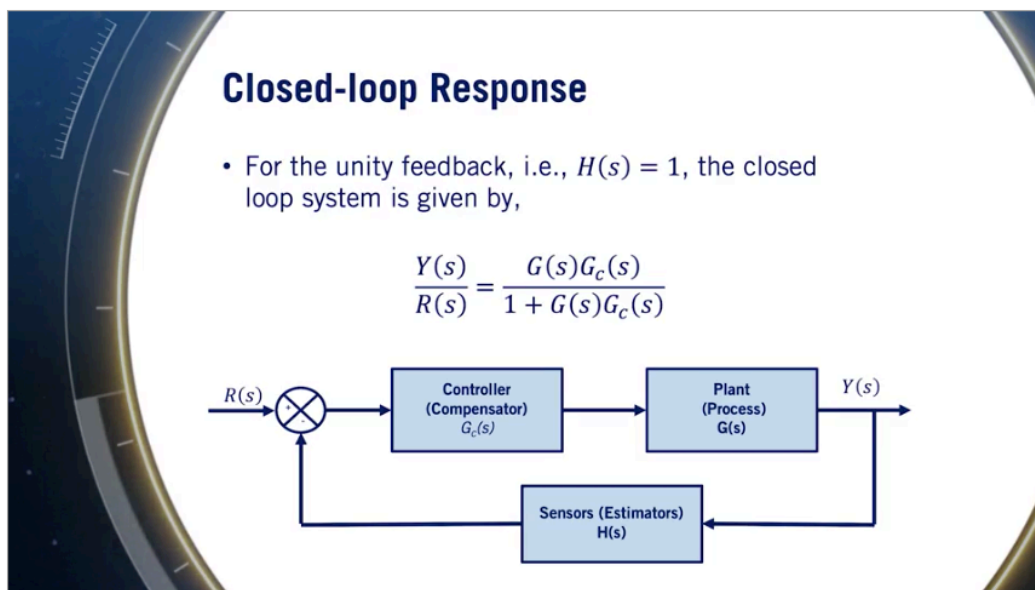 Closed-loop Response
• For the unity feedback, i.e., H(s) = 1, the closed
loop system is given by,
Y(s)/R(s) = G(s)G_c(s)/(1 + G(s)G_c(s))
R(s)
+
-
Controller
(Compensator)
G_c(s)
Plant
(Process)
G(s)
Y(s)
Sensors (Estimators)
H(s)